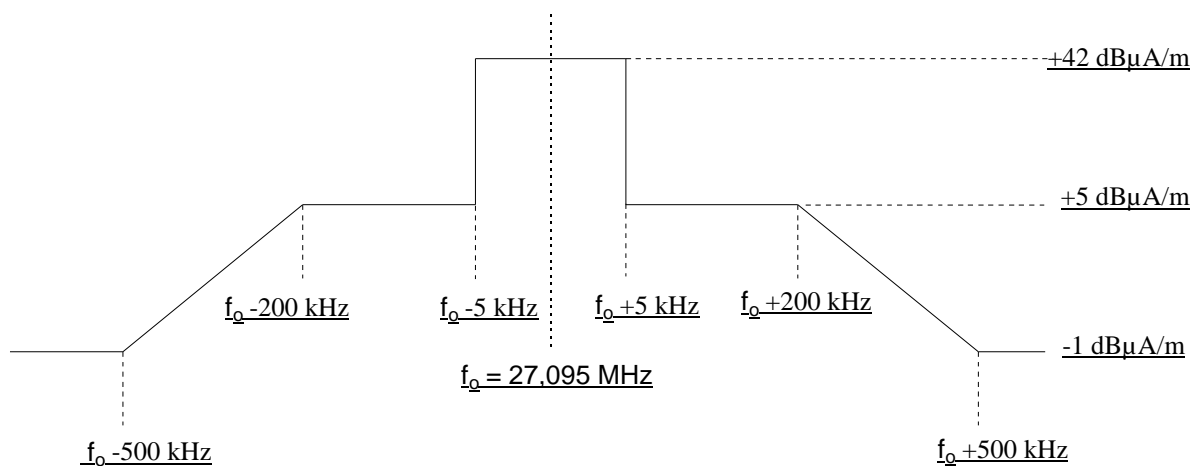 +42 dBµA/m
+5 dBµA/m
fo -200 kHz
fo -5 kHz
fo +5 kHz
fo +200 kHz
-1 dBµA/m
fo = 27,095 MHz
fo -500 kHz
fo +500 kHz